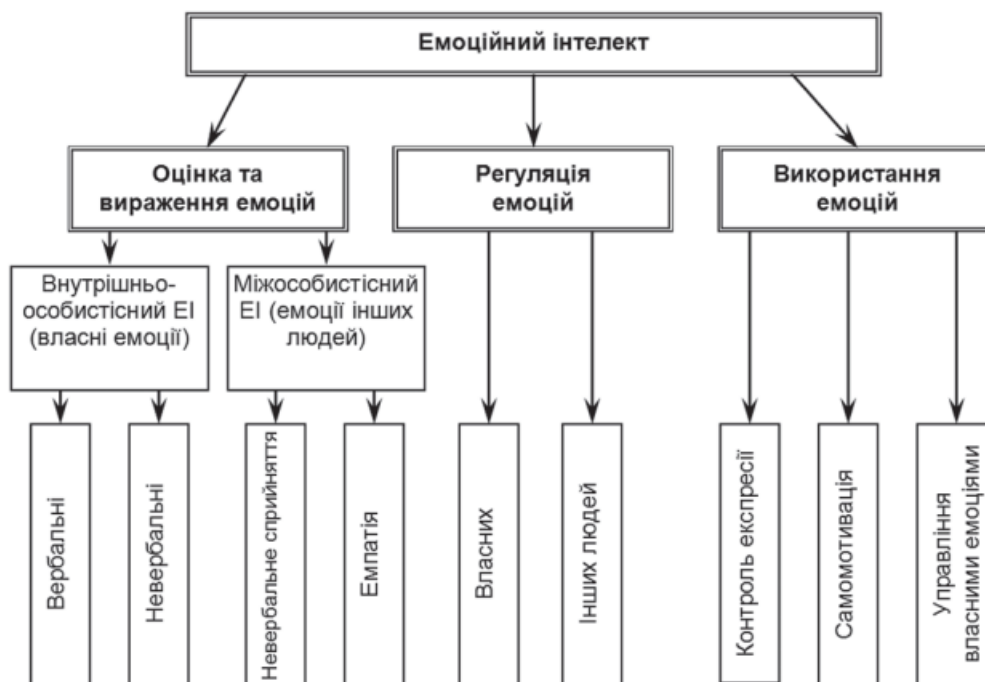 Емоційний інтелект
Оцінка та
вираження емоцій
Регуляція
емоцій
Використання
емоцій
Внутрішньо-
особистісний ЕІ
(власні емоції)
Міжособистісний
ЕІ (емоції інших
людей)
Вербальні
Невербальні
Невербальне сприйняття
Емпатія
Власних
Інших людей
Контроль експресії
Самомотивація
Управління
власними емоціями